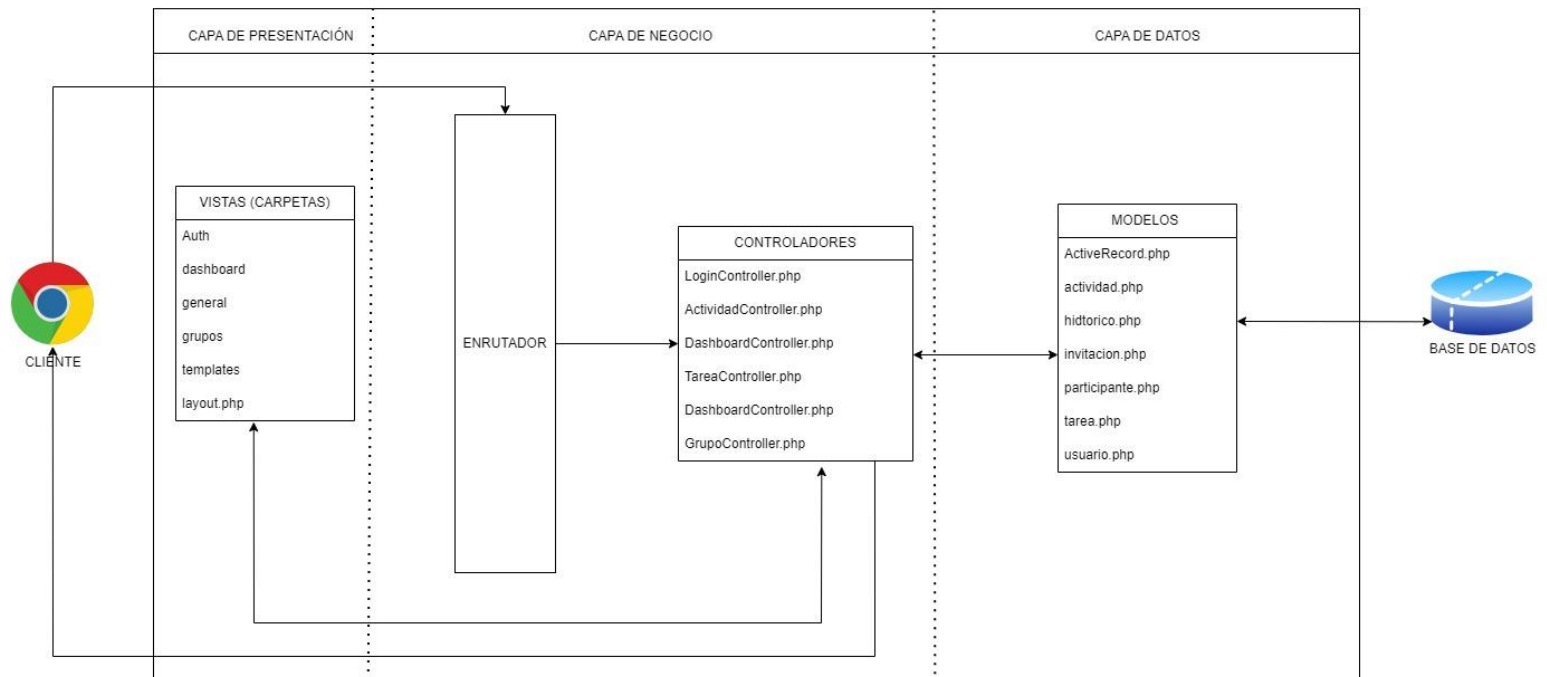 CAPA DE PRESENTACIÓN
CAPA DE NEGOCIO
CAPA DE DATOS
VISTAS (CARPETAS)
Auth
dashboard
general
grupos
templates
layout.php
CLIENTE
ENRUTADOR
CONTROLADORES
LoginController.php
ActividadController.php
DashboardController.php
TareaController.php
DashboardController.php
GrupoController.php
MODELOS
ActiveRecord.php
actividad.php
hidtorico.php
invitacion.php
participante.php
tarea.php
usuario.php
BASE DE DATOS